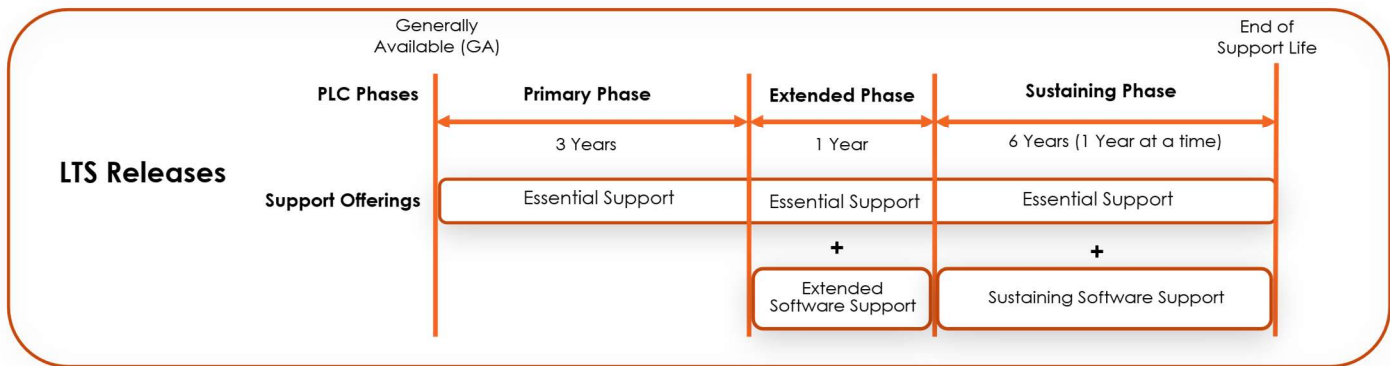 Generally
Available (GA)
End of
Support Life
PLC Phases
Primary Phase
Extended Phase
Sustaining Phase
3 Years
1 Year
6 Years (1 Year at a time)
LTS Releases
Support Offerings
Essential Support
Essential Support
Essential Support
+
+
Extended
Software Support
Sustaining Software Support